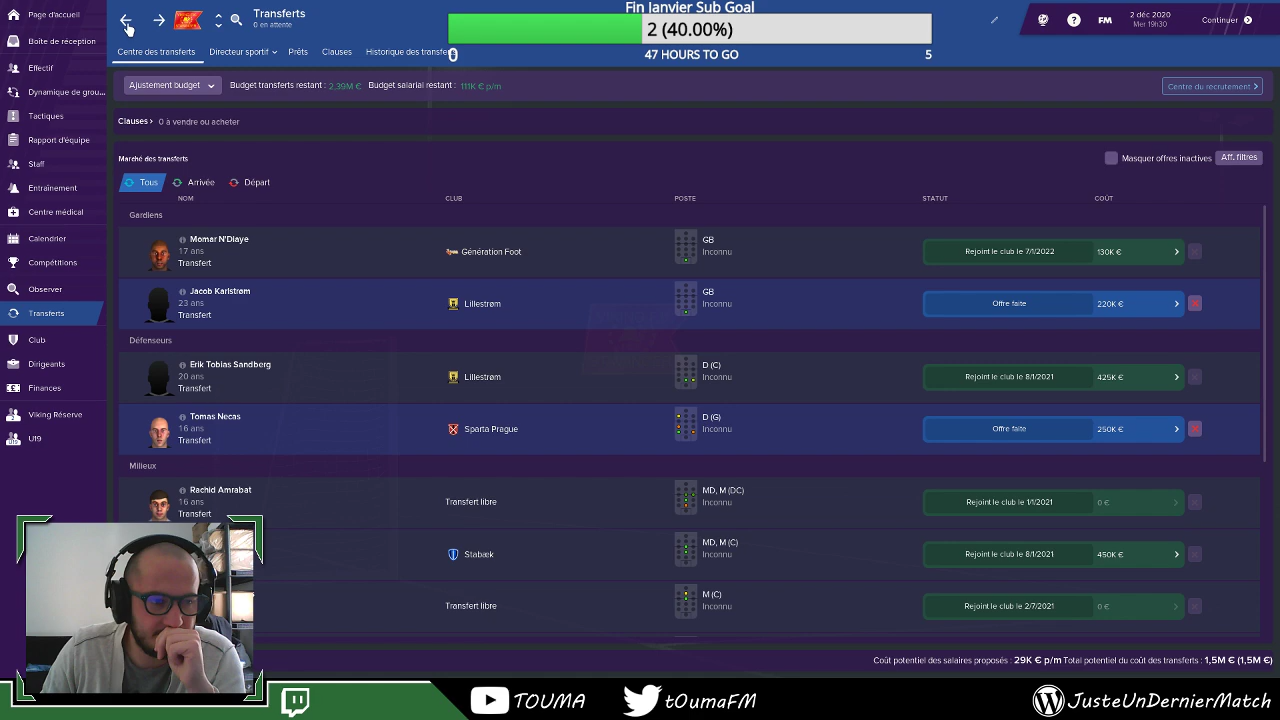 Fin Janvier Sub Goal
2 (40.00%)
0
47 HOURS TO GO
5
Page d'accueil
Boîte de réception
Effectif
Dynamique de grou...
Tactiques
Rapport d'équipe
Staff
Entraînement
Centre médical
Calendrier
Compétitions
Observer
Transferts
Club
Dirigeants
Finances
Viking Réserve
U19
Transferts
0 en attente
FM
2 déc 2020
Mer 19:30
Continuer
Centre des transferts
Directeur sportif
Prêts
Clauses
Historique des transfe
Ajustement budget
Budget transferts restant : 2,39M €
Budget salarial restant : 111K € p/m
Centre du recrutement
Clauses
0 à vendre ou acheter
Marché des transferts
Masquer offres inactives
Aff. filtres
Tous
Arrivée
Départ
NOM
CLUB
POSTE
STATUT
COÛT
Gardiens
Momar N'Diaye
17 ans
Transfert
Génération Foot
GB
Inconnu
Rejoint le club le 7/1/2022
130K €
Jacob Karlstrøm
23 ans
Transfert
Lillestrøm
GB
Inconnu
Offre faite
220K €
Défenseurs
Erik Tobias Sandberg
20 ans
Transfert
Lillestrøm
D (C)
Inconnu
Rejoint le club le 8/1/2021
425K €
Tomas Necas
16 ans
Transfert
Sparta Prague
D (G)
Inconnu
Offre faite
250K €
Milieux
Rachid Amrabat
16 ans
Transfert
Transfert libre
MD, M (DC)
Inconnu
Rejoint le club le 1/1/2021
0 €
Stabæk
MD, M (C)
Inconnu
Rejoint le club le 8/1/2021
450K €
Transfert libre
M (C)
Inconnu
Rejoint le club le 2/7/2021
0 €
Coût potentiel des salaires proposés : 29K € p/m Total potentiel du coût des transferts : 1,5M € (1,5M €)
TOUMA
tOumaFM
JusteUnDernierMatch